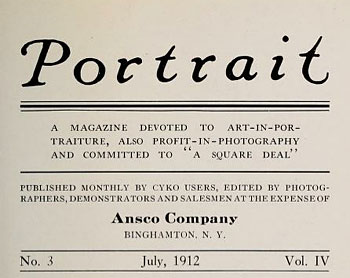 Portrait
A MAGAZINE DEVOTED TO ART-IN-POR-
TRAITURE, ALSO PROFIT-IN-PHOTOGRAPHY
AND COMMITTED TO "A SQUARE DEAL"
PUBLISHED MONTHLY BY CYKO USERS, EDITED BY PHOTOG-
RAPHERS, DEMONSTRATORS AND SALESMEN AT THE EXPENSE OF
Ansco Company
BINGHAMTON, N. Y.
No. 3 July, 1912 Vol. IV